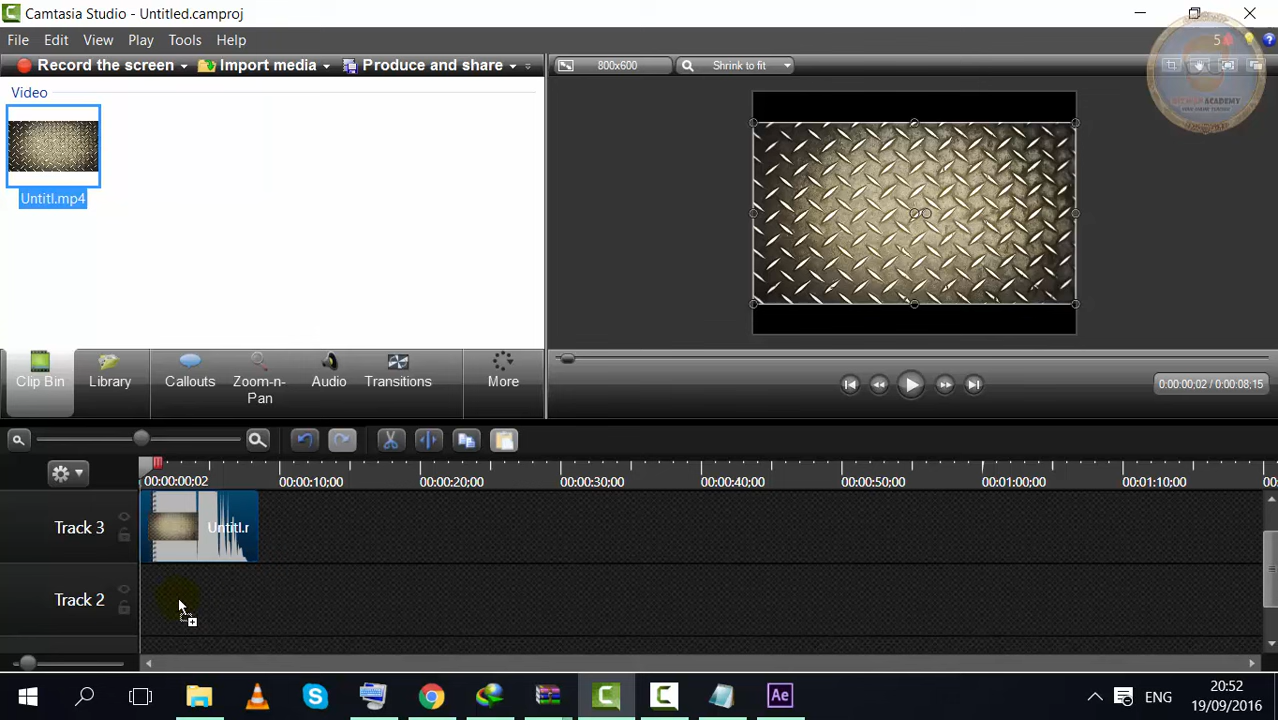 Camtasia Studio - Untitled.camproj
File Edit View Play Tools Help
5
Record the screen Import media Produce and share
800x600 Shrink to fit
ACADEMY
Video
Untitl.mp4
Clip Bin Library Callouts Zoom-n-Pan Audio Transitions More
0:00:00;02 / 0:00:08;15
00:00:00;02 00:00:10;00 00:00:20;00 00:00:30;00 00:00:40;00 00:00:50;00 00:01:00;00 00:01:10;00
Track 3 Untitl.r
Track 2
Ae ENG 20:52
19/09/2016